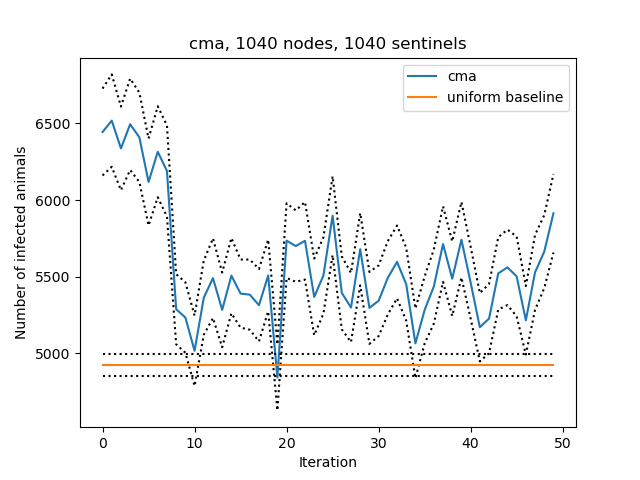 cma, 1040 nodes, 1040 sentinels
cma
uniform baseline
Number of infected animals
6500
6000
5500
5000
0 10 20 30 40 50
Iteration